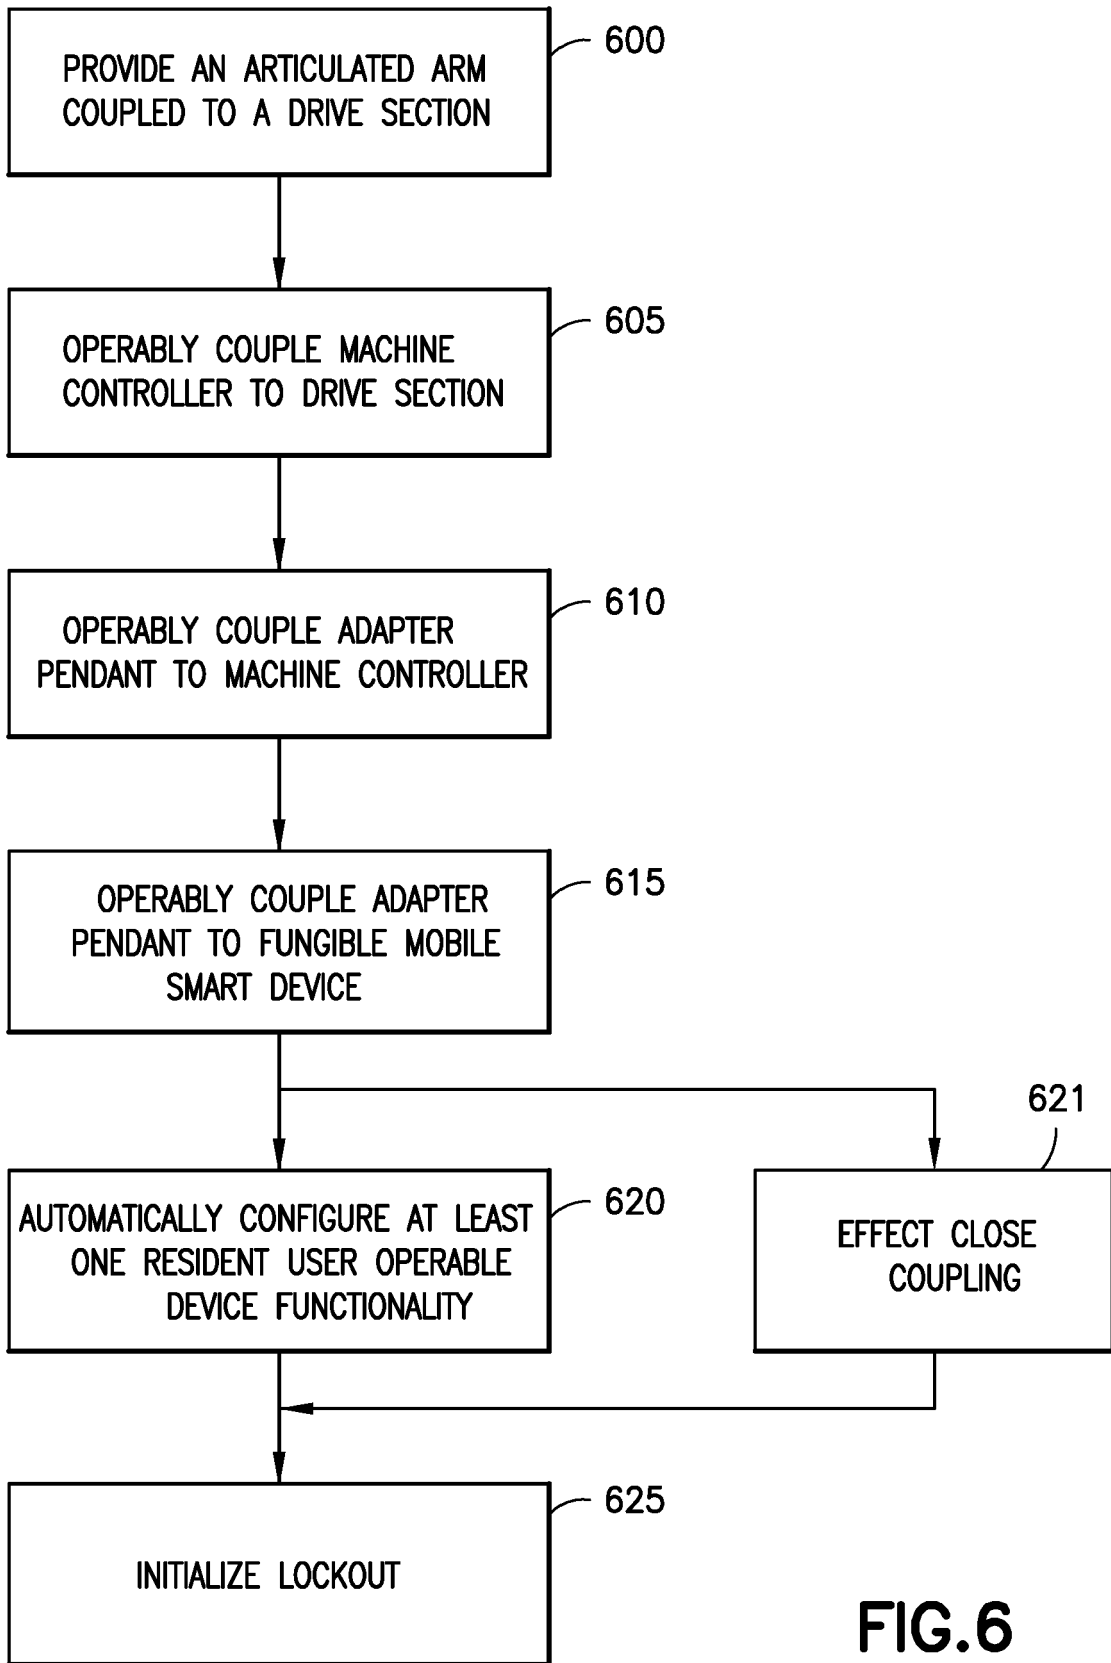 PROVIDE AN ARTICULATED ARM
COUPLED TO A DRIVE SECTION
600
OPERABLY COUPLE MACHINE
CONTROLLER TO DRIVE SECTION
605
OPERABLY COUPLE ADAPTER
PENDANT TO MACHINE CONTROLLER
610
OPERABLY COUPLE ADAPTER
PENDANT TO FUNGIBLE MOBILE
SMART DEVICE
615
AUTOMATICALLY CONFIGURE AT LEAST
ONE RESIDENT USER OPERABLE
DEVICE FUNCTIONALITY
620
EFFECT CLOSE
COUPLING
621
INITIALIZE LOCKOUT
625
FIG.6